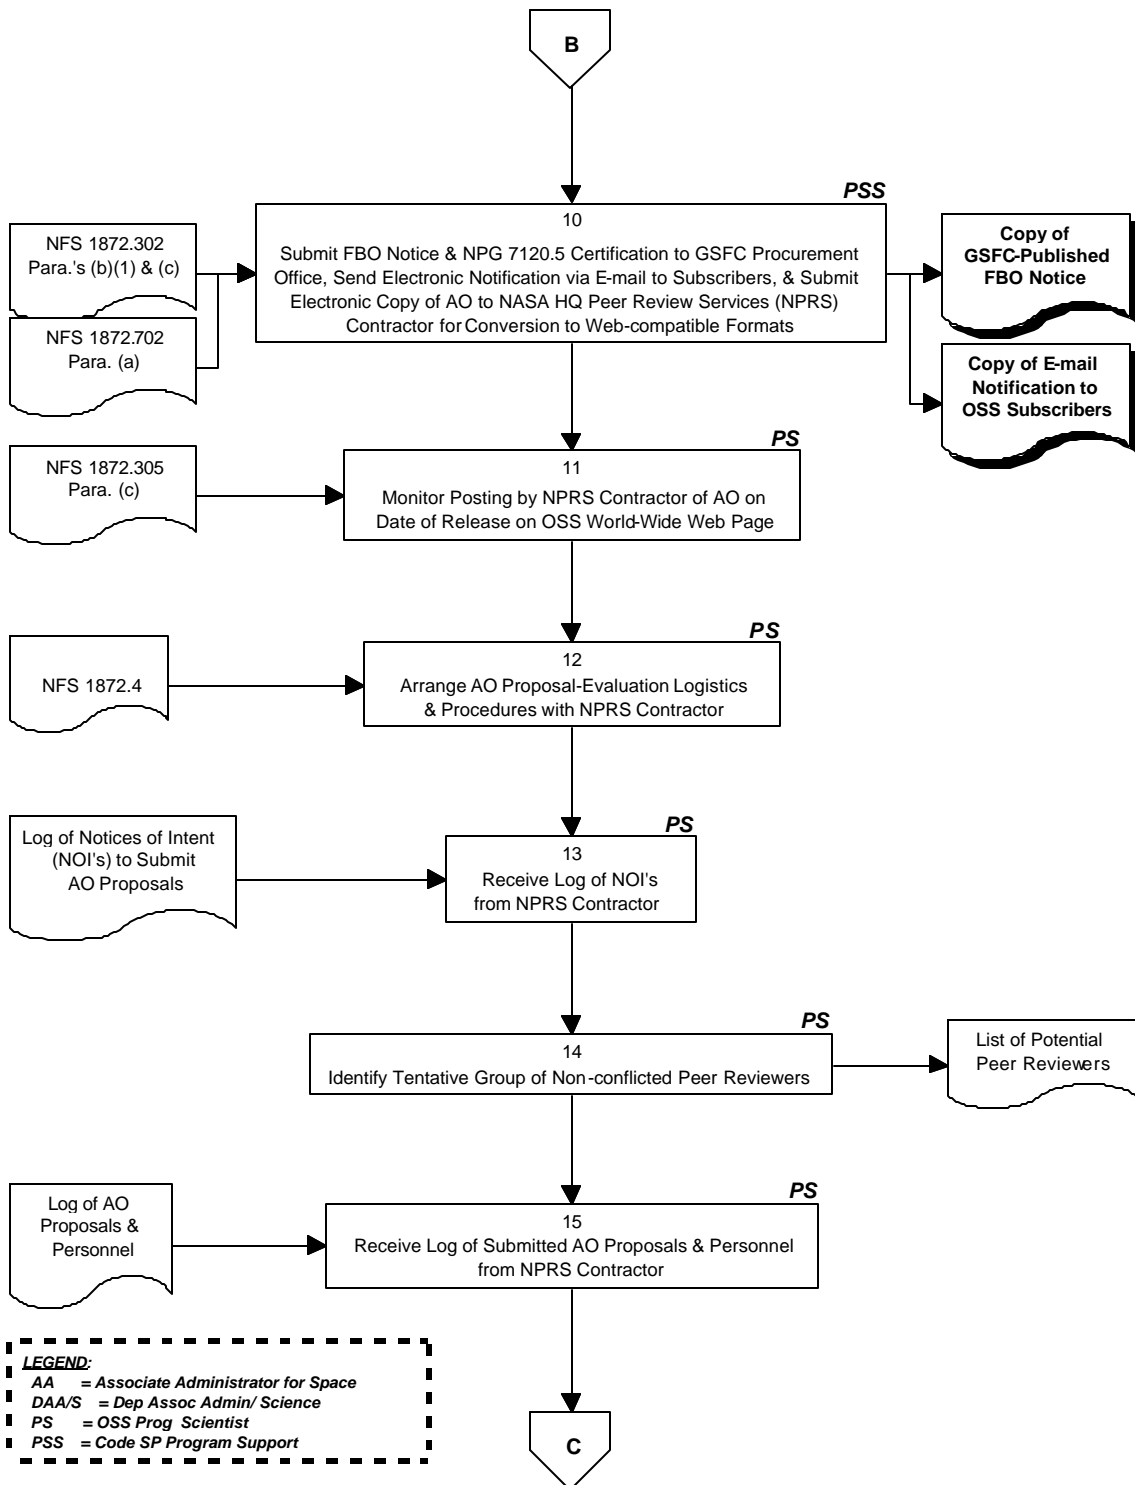 B
PSS
NFS 1872.302
Para.'s (b)(1) & (c)
NFS 1872.702
Para. (a)
10
Submit FBO Notice & NPG 7120.5 Certification to GSFC Procurement
Office, Send Electronic Notification via E-mail to Subscribers, & Submit
Electronic Copy of AO to NASA HQ Peer Review Services (NPRS)
Contractor for Conversion to Web-compatible Formats
Copy of
GSFC-Published
FBO Notice
Copy of E-mail
Notification to
OSS Subscribers
PS
NFS 1872.305
Para. (c)
11
Monitor Posting by NPRS Contractor of AO on
Date of Release on OSS World-Wide Web Page
PS
NFS 1872.4
12
Arrange AO Proposal-Evaluation Logistics
& Procedures with NPRS Contractor
PS
Log of Notices of Intent
(NOI's) to Submit
AO Proposals
13
Receive Log of NOI's
from NPRS Contractor
PS
14
Identify Tentative Group of Non-conflicted Peer Reviewers
List of Potential
Peer Reviewers
PS
Log of AO
Proposals &
Personnel
15
Receive Log of Submitted AO Proposals & Personnel
from NPRS Contractor
LEGEND:
AA = Associate Administrator for Space
DAA/S = Dep Assoc Admin/ Science
PS = OSS Prog Scientist
PSS = Code SP Program Support
C